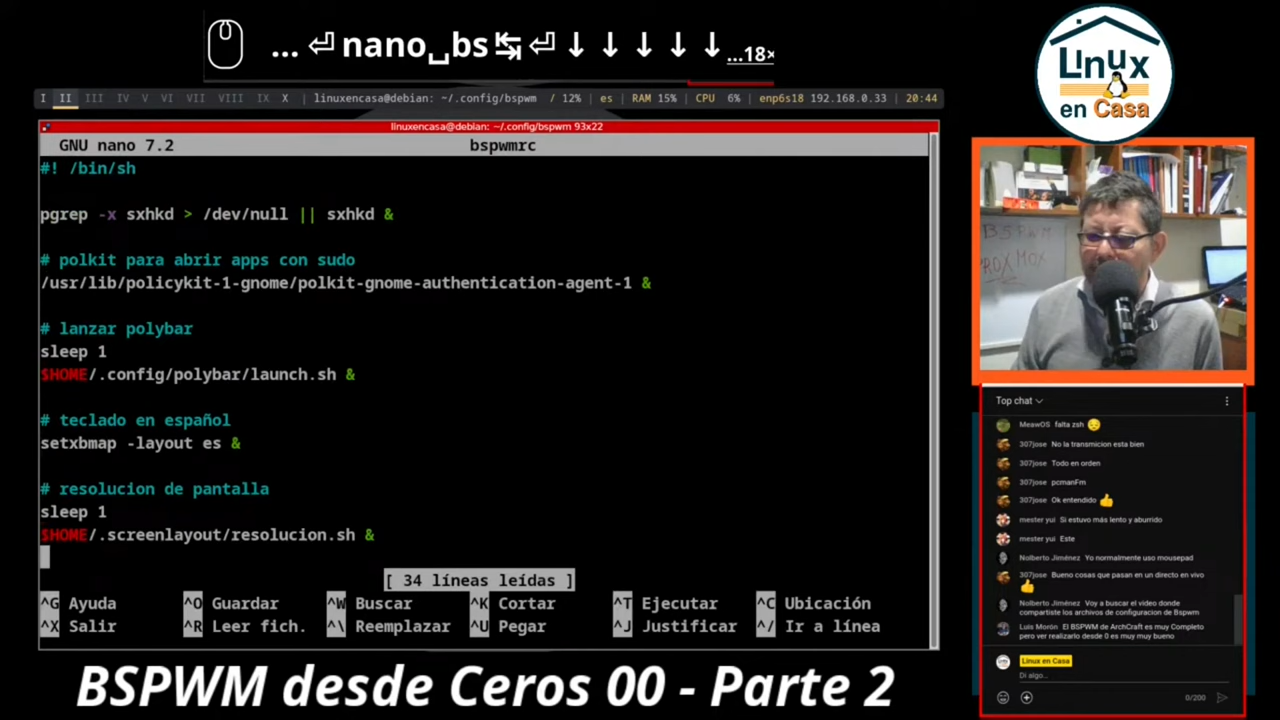 ... ⏎ nano␣bs↹⏎↓↓↓↓↓...18×
I II III IV V VI VII VIII IX X | linuxencasa@debian: ~/.config/bspwm / 12% | es | RAM 15% | CPU 6% | enp6s18 192.168.0.33 | 20:44
linuxencasa@debian: ~/.config/bspwm 93x22
GNU nano 7.2 bspwmrc
#! /bin/sh
pgrep -x sxhkd > /dev/null || sxhkd &
# polkit para abrir apps con sudo
/usr/lib/policykit-1-gnome/polkit-gnome-authentication-agent-1 &
# lanzar polybar
sleep 1
$HOME/.config/polybar/launch.sh &
# teclado en español
setxbmap -layout es &
# resolucion de pantalla
sleep 1
$HOME/.screenlayout/resolucion.sh &
[ 34 líneas leídas ]
^G Ayuda ^O Guardar ^W Buscar ^K Cortar ^T Ejecutar ^C Ubicación
^X Salir ^R Leer fich. ^\ Reemplazar ^U Pegar ^J Justificar ^/ Ir a línea
BSPWM desde Ceros 00 - Parte 2
Linux
en Casa
BSPWM
PROXMOX
Top chat
MeawOS falta zsh 😔
307jose No la transmicion esta bien
307jose Todo en orden
307jose pcmanFm
307jose Ok entendido 👍
mester yui Si estuvo más lento y aburrido
mester yui Este
Nolberto Jiménez Yo normalmente uso mousepad
307jose Bueno cosas que pasan en un directo en vivo
👍
Nolberto Jiménez Voy a buscar el video donde
compartiste los archivos de configuracion de Bspwm
Luis Morón El BSPWM de ArchCraft es muy Completo
pero ver realizarlo desde 0 es muy muy bueno
Linux en Casa
Di algo...
0/200